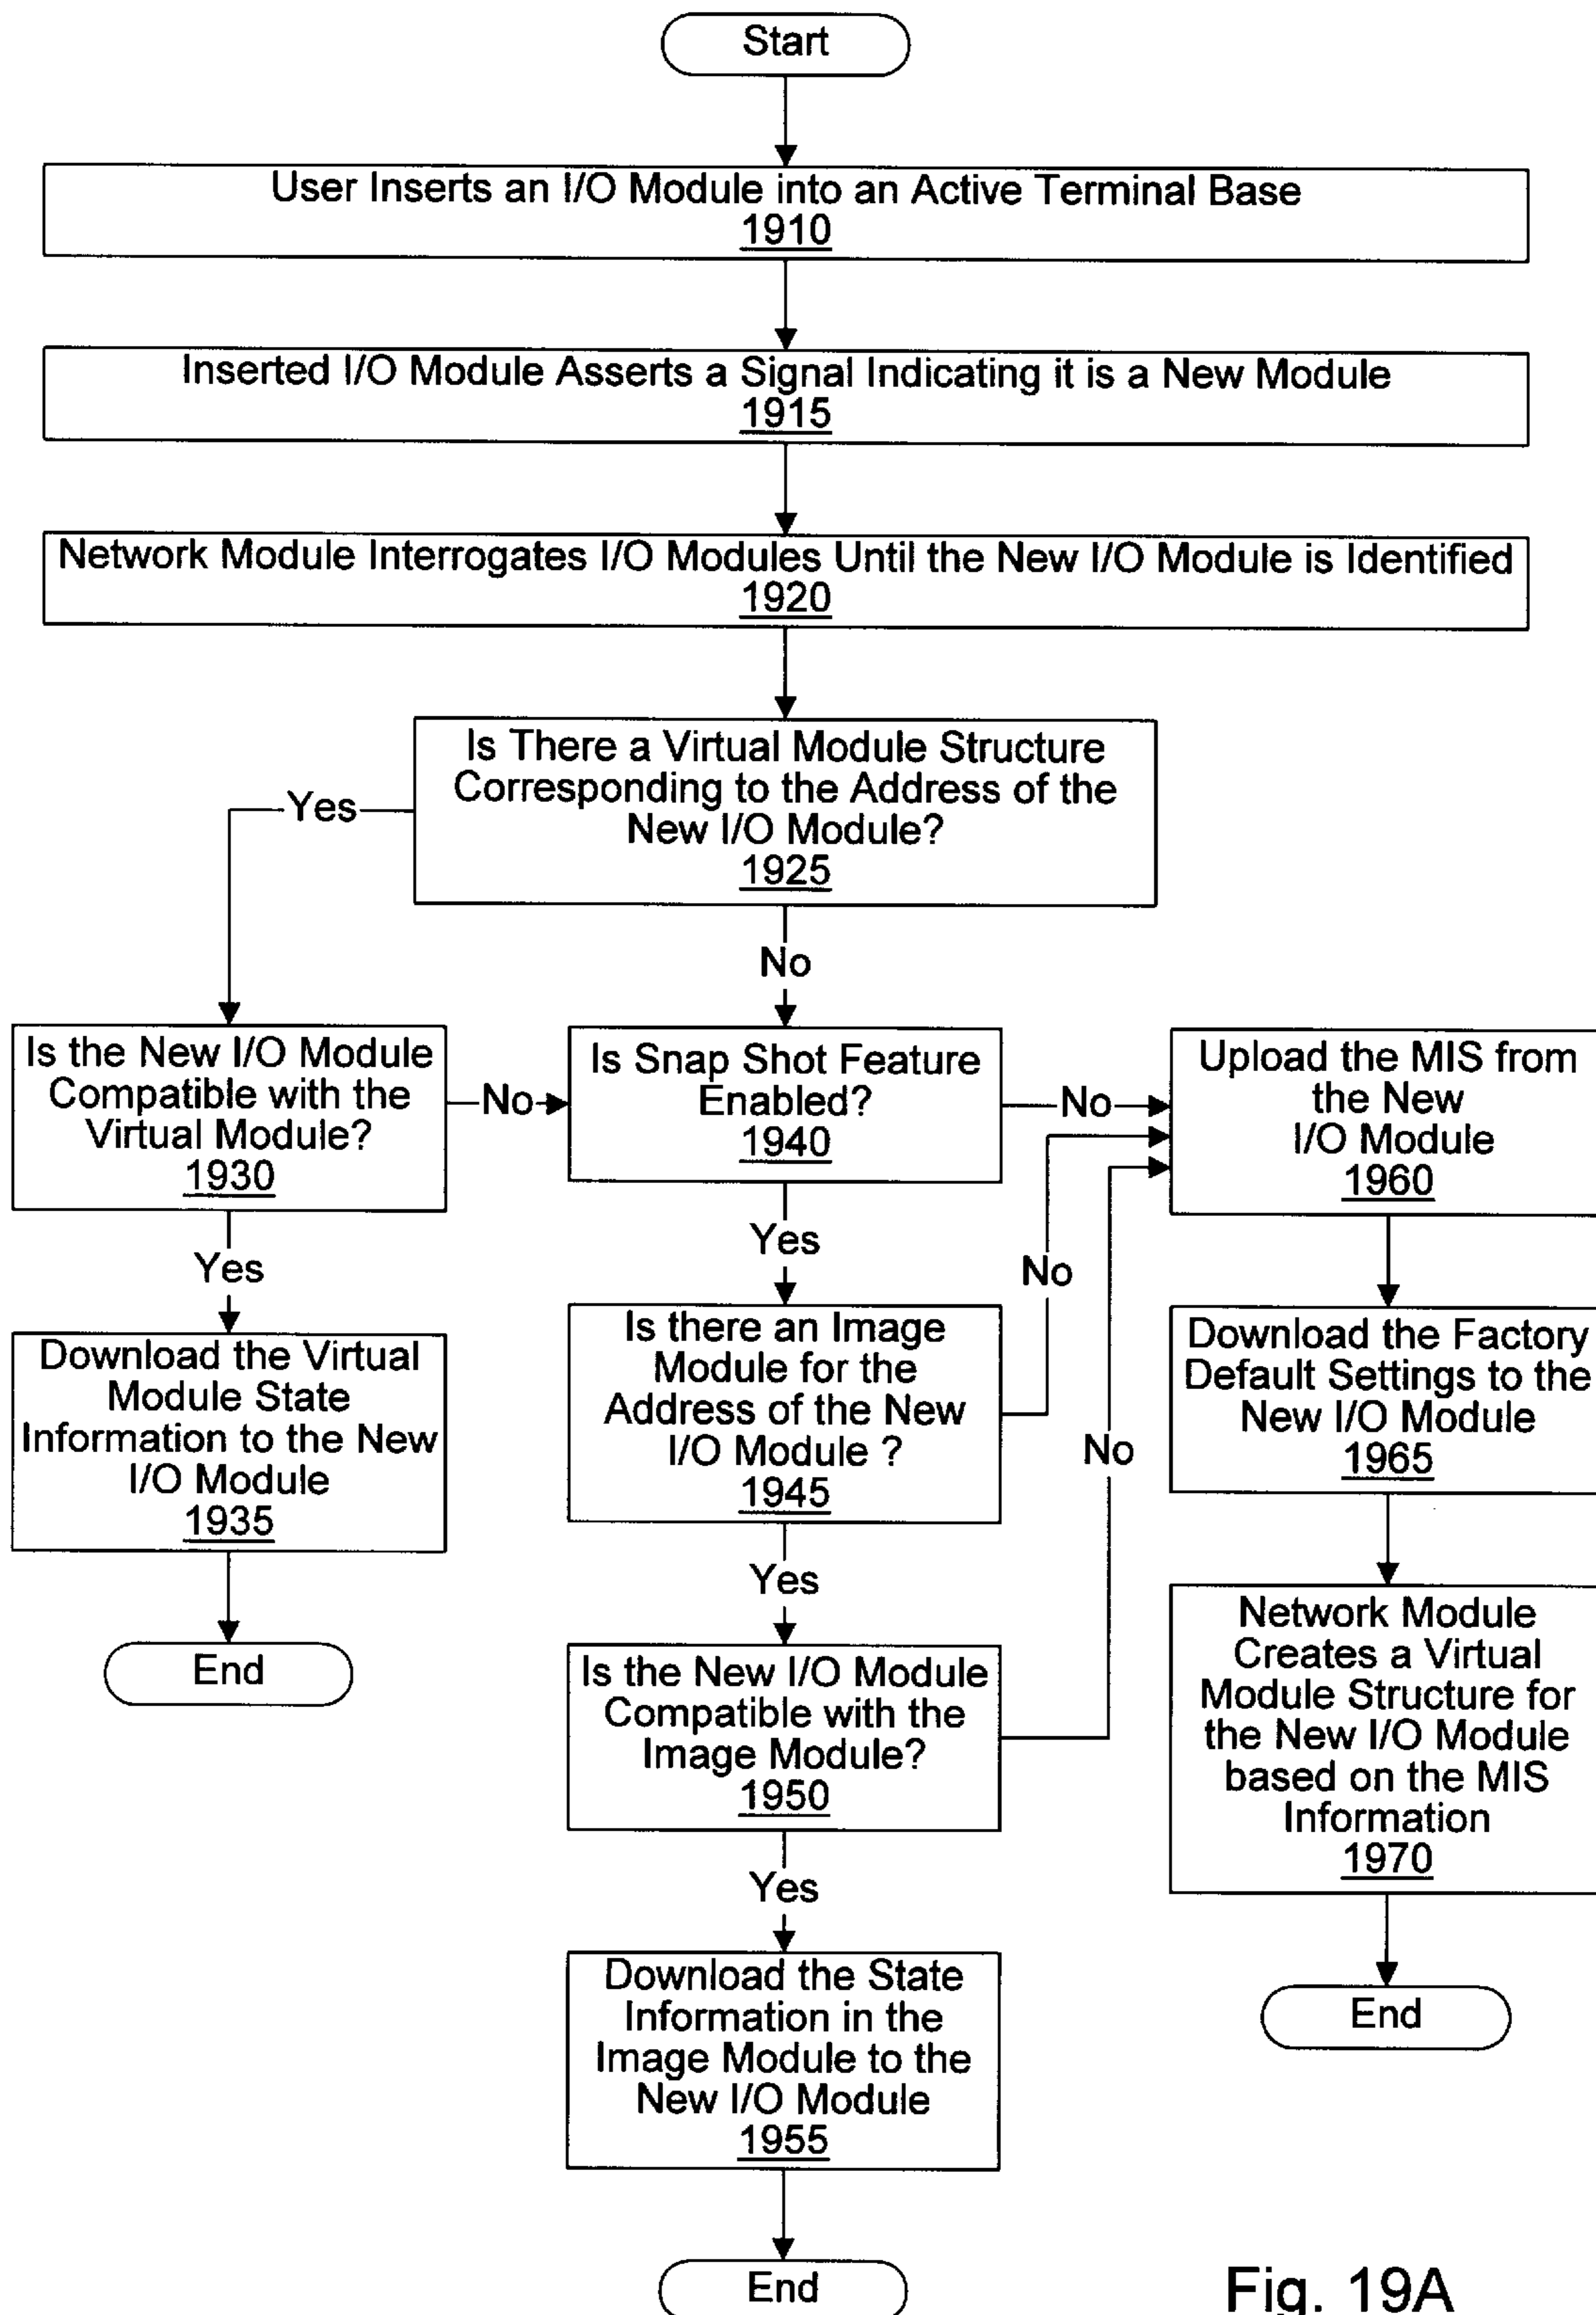 Start
User Inserts an I/O Module into an Active Terminal Base
1910
Inserted I/O Module Asserts a Signal Indicating it is a New Module
1915
Network Module Interrogates I/O Modules Until the New I/O Module is Identified
1920
Is There a Virtual Module Structure
Corresponding to the Address of the
New I/O Module?
1925
Yes
No
Is the New I/O Module
Compatible with the
Virtual Module?
1930
No
Is Snap Shot Feature
Enabled?
1940
No
Upload the MIS from
the New
I/O Module
1960
Yes
Yes
No
Download the Virtual
Module State
Information to the New
I/O Module
1935
Is there an Image
Module for the
Address of the New
I/O Module ?
1945
No
Download the Factory
Default Settings to the
New I/O Module
1965
Yes
End
Is the New I/O Module
Compatible with the
Image Module?
1950
Network Module
Creates a Virtual
Module Structure for
the New I/O Module
based on the MIS
Information
1970
Yes
Download the State
Information in the
Image Module to the
New I/O Module
1955
End
End
Fig. 19A